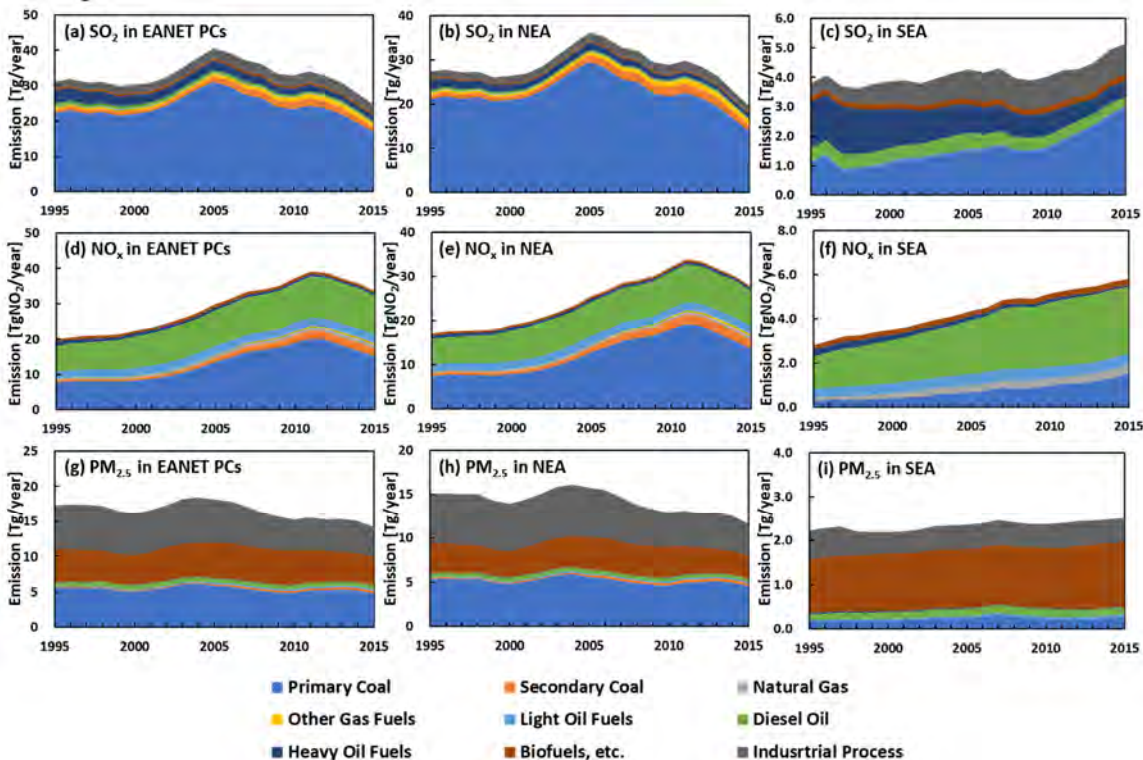 (a) SO2 in EANET PCs
Emission [Tg/year]
50
40
30
20
10
0
1995 2000 2005 2010 2015
(b) SO2 in NEA
Emission [Tg/year]
40
30
20
10
0
1995 2000 2005 2010 2015
(c) SO2 in SEA
Emission [Tg/year]
6.0
5.0
4.0
3.0
2.0
1.0
0.0
1995 2000 2005 2010 2015
(d) NOx in EANET PCs
Emission [TgNO2/year]
50
40
30
20
10
0
1995 2000 2005 2010 2015
(e) NOx in NEA
Emission [TgNO2/year]
40
30
20
10
0
1995 2000 2005 2010 2015
(f) NOx in SEA
Emission [TgNO2/year]
8.0
6.0
4.0
2.0
0.0
1995 2000 2005 2010 2015
(g) PM2.5 in EANET PCs
Emission [Tg/year]
25
20
15
10
5
0
1995 2000 2005 2010 2015
(h) PM2.5 in NEA
Emission [Tg/year]
20
15
10
5
0
1995 2000 2005 2010 2015
(i) PM2.5 in SEA
Emission [Tg/year]
4.0
3.0
2.0
1.0
0.0
1995 2000 2005 2010 2015
Primary Coal Secondary Coal Natural Gas
Other Gas Fuels Light Oil Fuels Diesel Oil
Heavy Oil Fuels Biofuels, etc. Indusrtrial Process